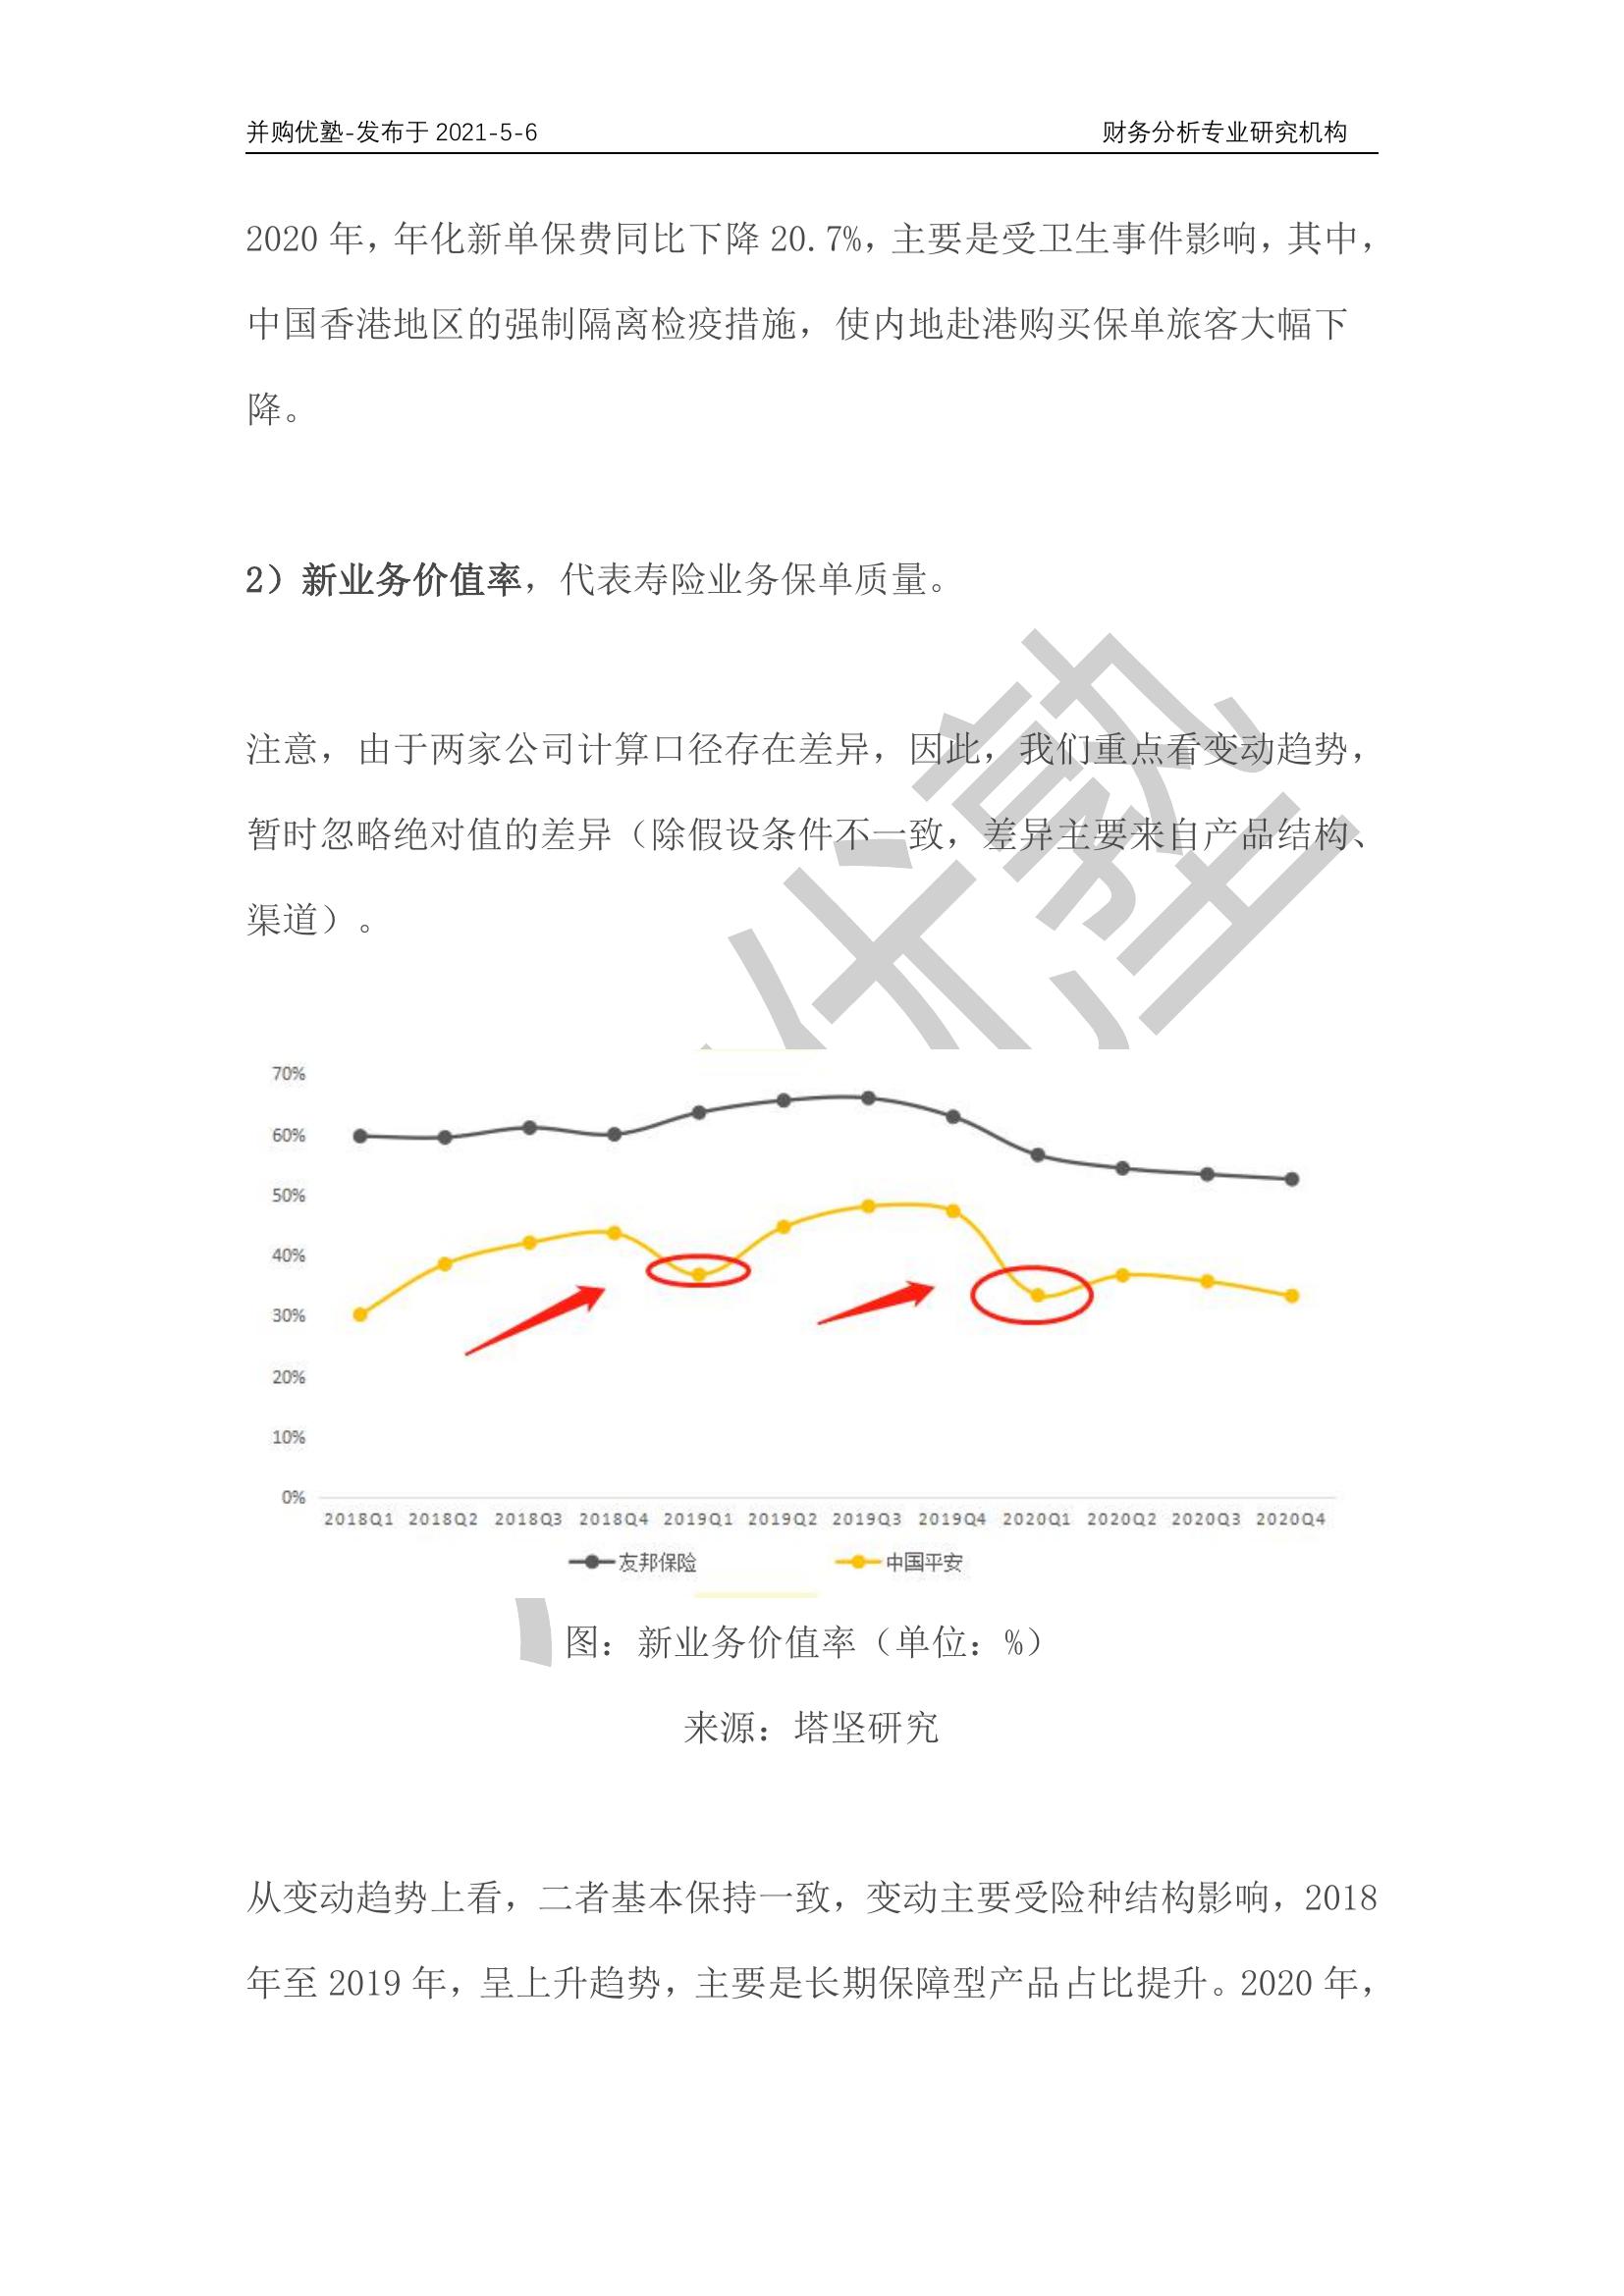 并购优塾-发布于 2021-5-6 财务分析专业研究机构
2020 年，年化新单保费同比下降 20.7%，主要是受卫生事件影响，其中，
中国香港地区的强制隔离检疫措施，使内地赴港购买保单旅客大幅下
降。
2）新业务价值率，代表寿险业务保单质量。
注意，由于两家公司计算口径存在差异，因此，我们重点看变动趋势，
暂时忽略绝对值的差异（除假设条件不一致，差异主要来自产品结构、
渠道）。
70%
60%
50%
40%
30%
20%
10%
0%
2018Q1 2018Q2 2018Q3 2018Q4 2019Q1 2019Q2 2019Q3 2019Q4 2020Q1 2020Q2 2020Q3 2020Q4
友邦保险 中国平安
图：新业务价值率（单位：%）
来源：塔坚研究
从变动趋势上看，二者基本保持一致，变动主要受险种结构影响，2018
年至 2019 年，呈上升趋势，主要是长期保障型产品占比提升。2020 年，
优塾